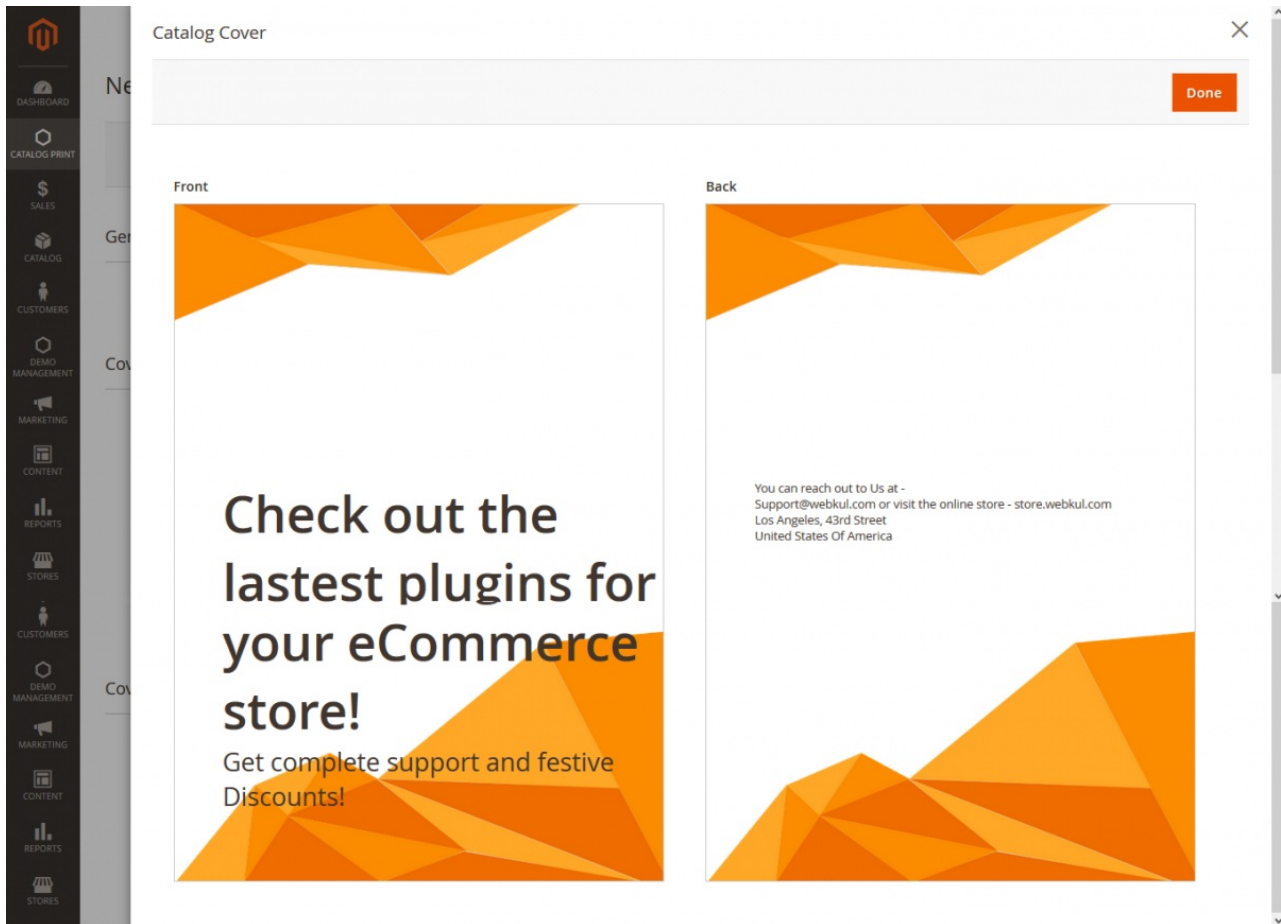 DASHBOARD
CATALOG PRINT
SALES
CATALOG
CUSTOMERS
DEMO
MANAGEMENT
MARKETING
CONTENT
REPORTS
STORES
CUSTOMERS
DEMO
MANAGEMENT
MARKETING
CONTENT
REPORTS
STORES
Ne
Ger
Cov
Cov
Catalog Cover
Done
Front
Check out the
lastest plugins for
your eCommerce
store!
Get complete support and festive
Discounts!
Back
You can reach out to Us at -
Support@webkul.com or visit the online store - store.webkul.com
Los Angeles, 43rd Street
United States Of America